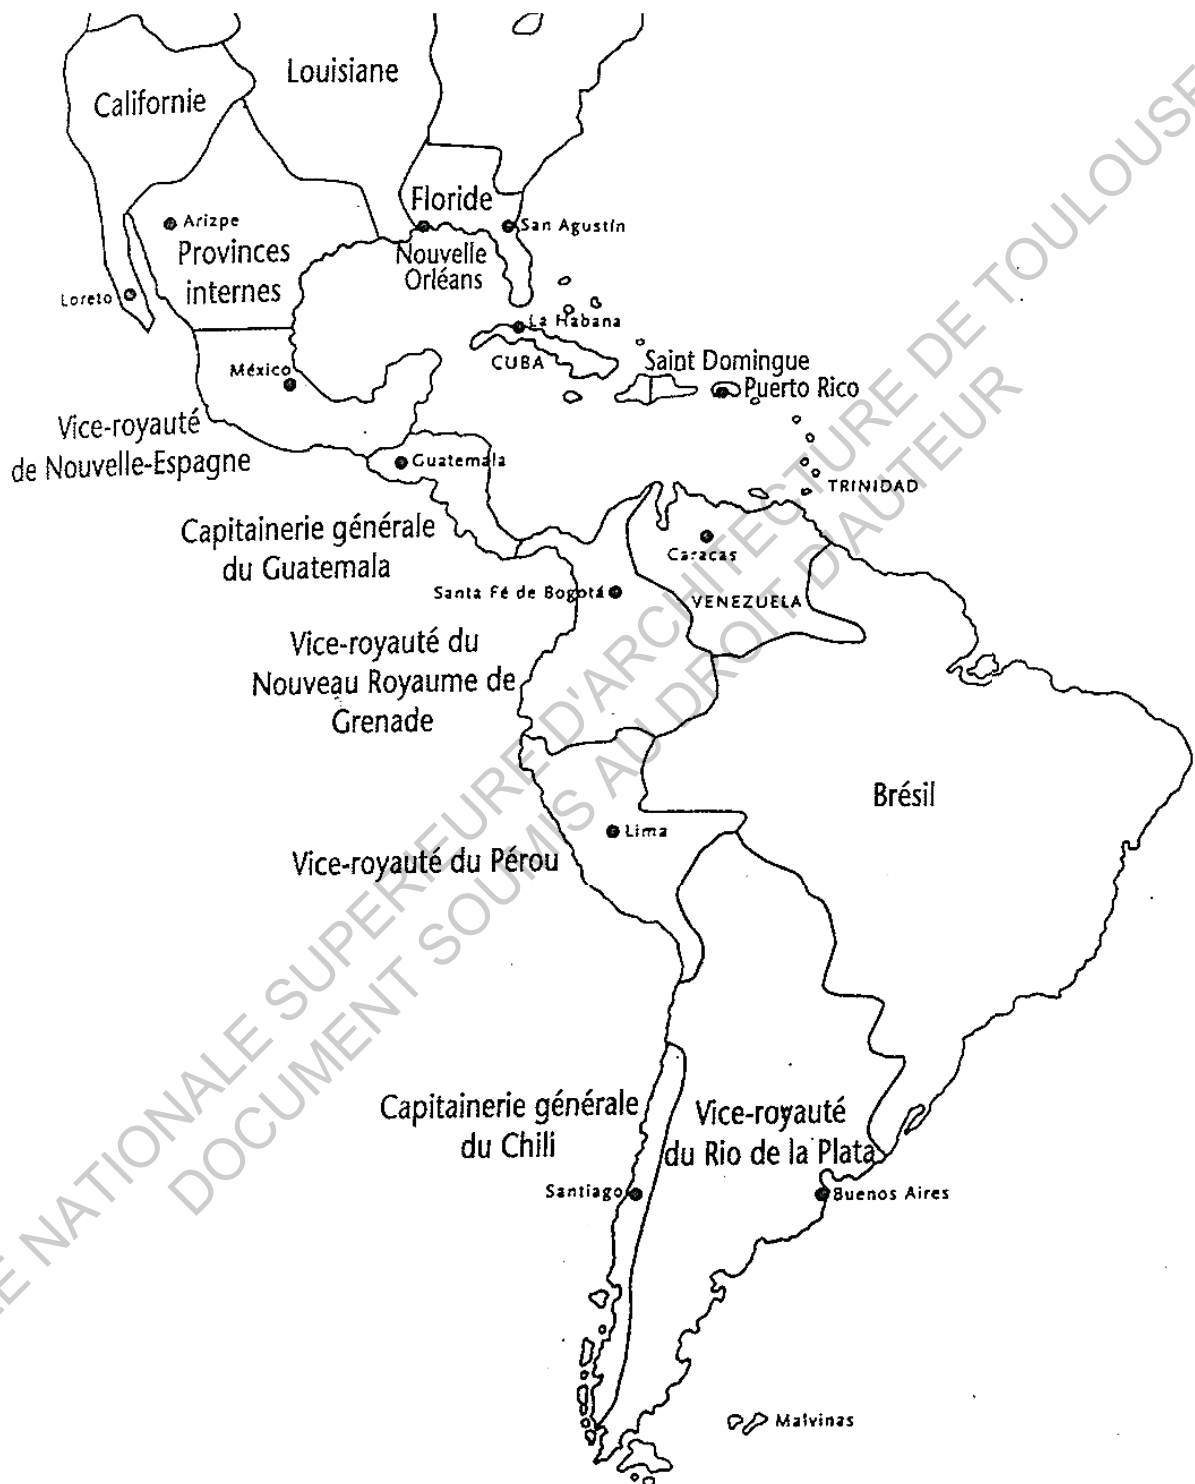 Louisiane
Californie
Floride
Arizpe
San Agustín
Provinces
internes
Nouvelle
Orléans
Loreto
La Habana
CUBA
Saint Domingue
México
Puerto Rico
Vice-royauté
de Nouvelle-Espagne
Guatemala
TRINIDAD
Capitainerie générale
du Guatemala
Caracas
Santa Fé de Bogotá
VENEZUELA
Vice-royauté du
Nouveau Royaume de
Grenade
Brésil
Lima
Vice-royauté du Pérou
Capitainerie générale
du Chili
Vice-royauté
du Rio de la Plata
Santiago
Buenos Aires
Malvinas
NATIONALE SUPERIEURE D'ARCHITECTURE DE TOULOUSE
DOCUMENT SOUMIS AU DROIT D'AUTEUR